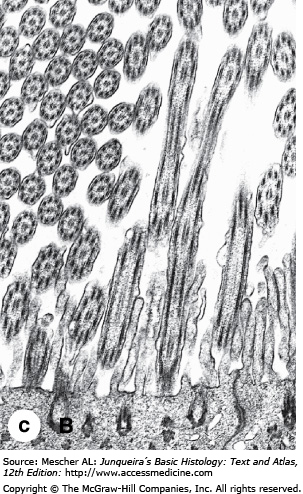 c B
Source: Mescher AL: Junqueira´s Basic Histology: Text and Atlas,
12th Edition: http://www.accessmedicine.com
Copyright © The McGraw-Hill Companies, Inc. All rights reserved.